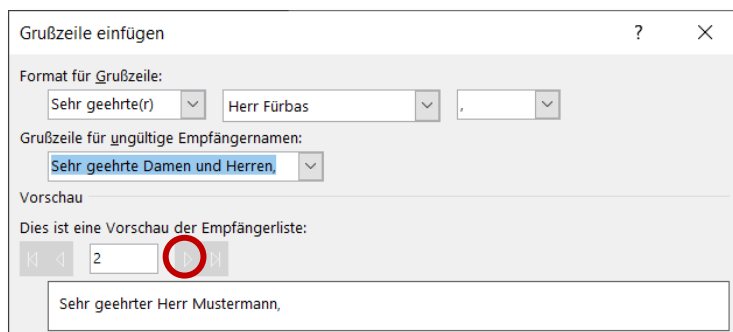 Grußzeile einfügen ?
Format für Grußzeile:
Sehr geehrte(r) Herr Fürbas ,
Grußzeile für ungültige Empfängernamen:
Sehr geehrte Damen und Herren,
Vorschau
Dies ist eine Vorschau der Empfängerliste:
2
Sehr geehrter Herr Mustermann,